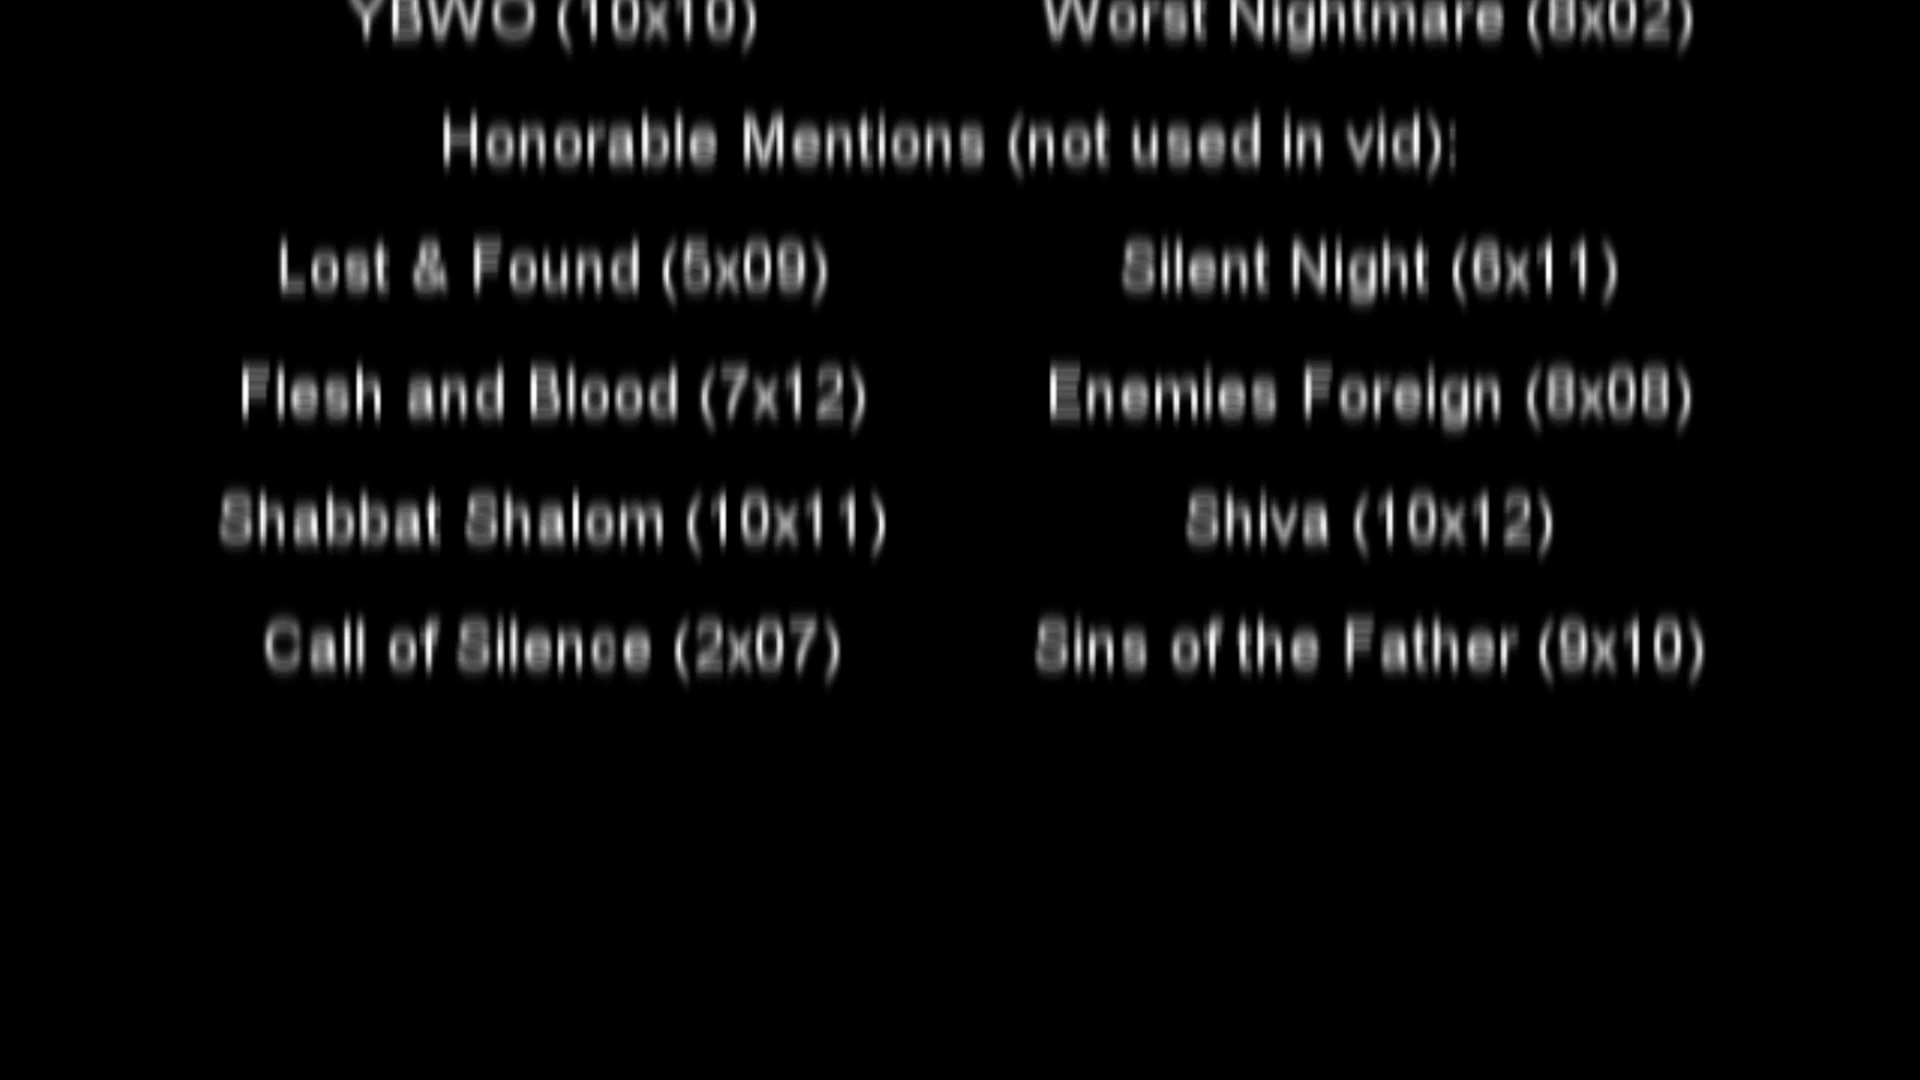 YBWO (10x10) Worst Nightmare (8x02)
Honorable Mentions (not used in vid):
Lost & Found (5x09) Silent Night (6x11)
Flesh and Blood (7x12) Enemies Foreign (8x08)
Shabbat Shalom (10x11) Shiva (10x12)
Call of Silence (2x07) Sins of the Father (9x10)